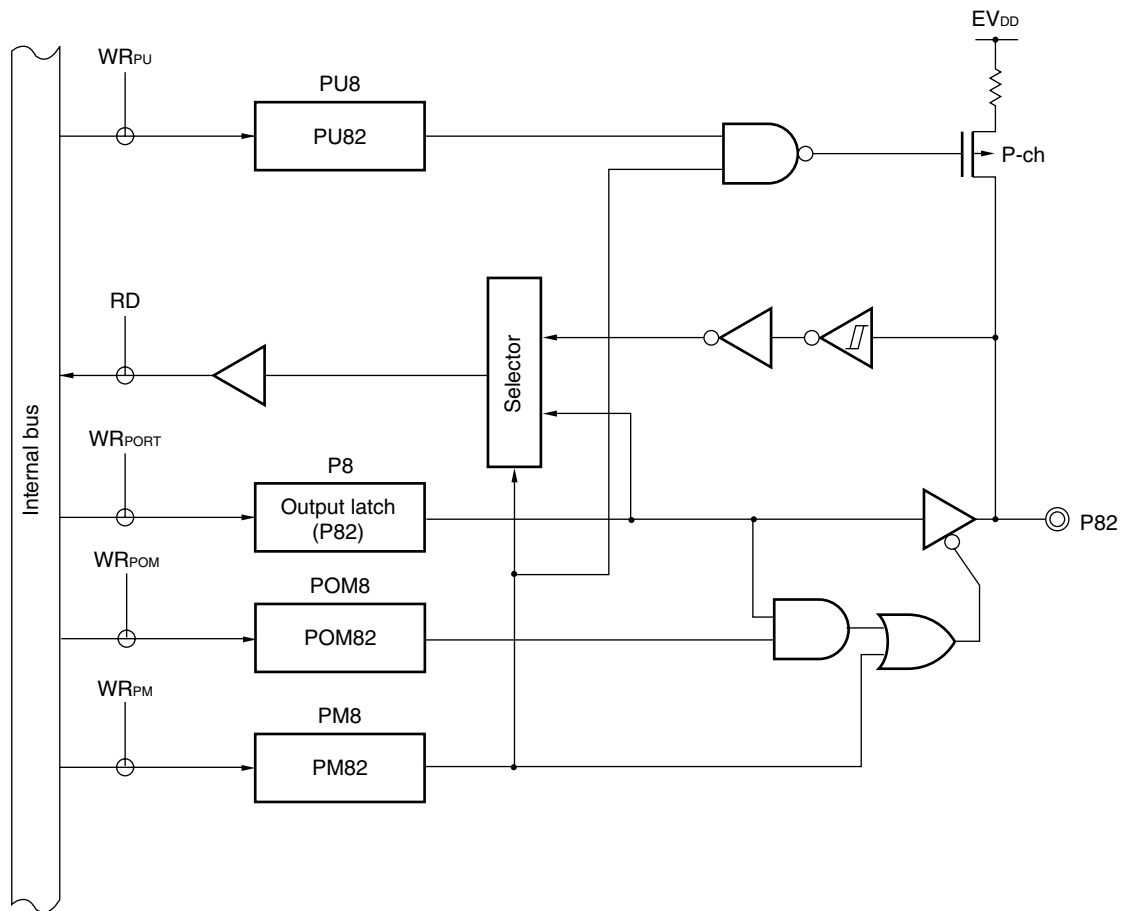 EVDD
WRPU
PU8
PU82
P-ch
RD
Selector
Internal bus
WRPORT
P8
Output latch
(P82)
P82
WRPOM
POM8
POM82
WRPM
PM8
PM82